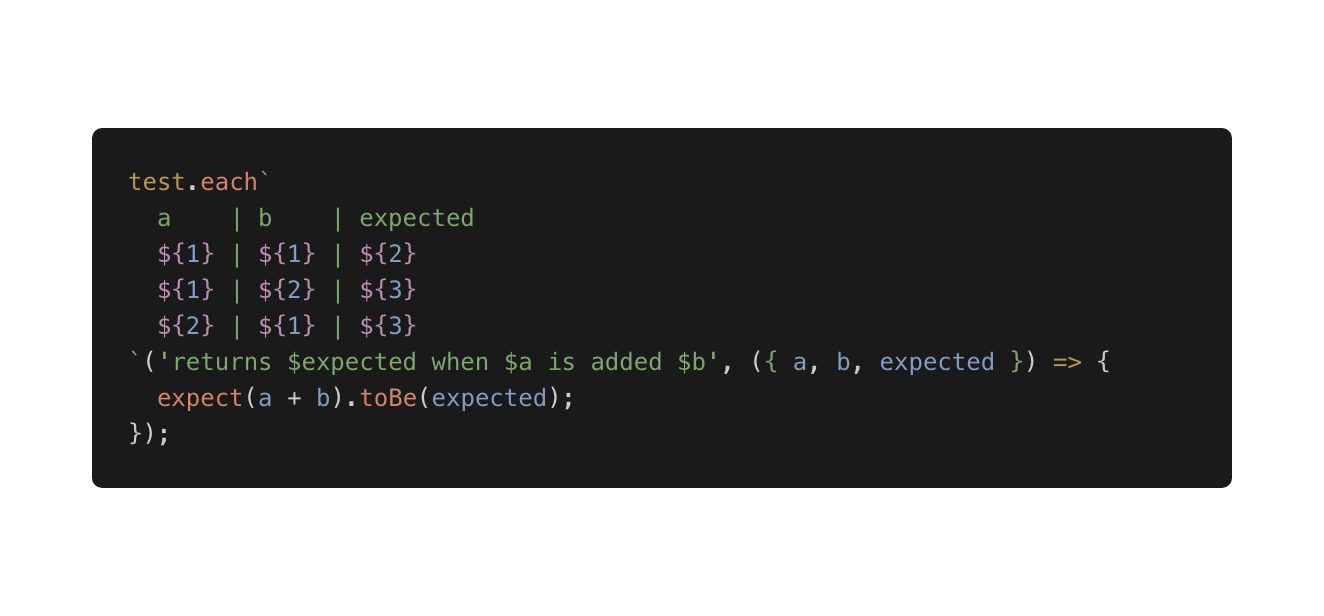 test.each`
  a    | b    | expected
  ${1} | ${1} | ${2}
  ${1} | ${2} | ${3}
  ${2} | ${1} | ${3}
`('returns $expected when $a is added $b', ({ a, b, expected }) => {
  expect(a + b).toBe(expected);
});